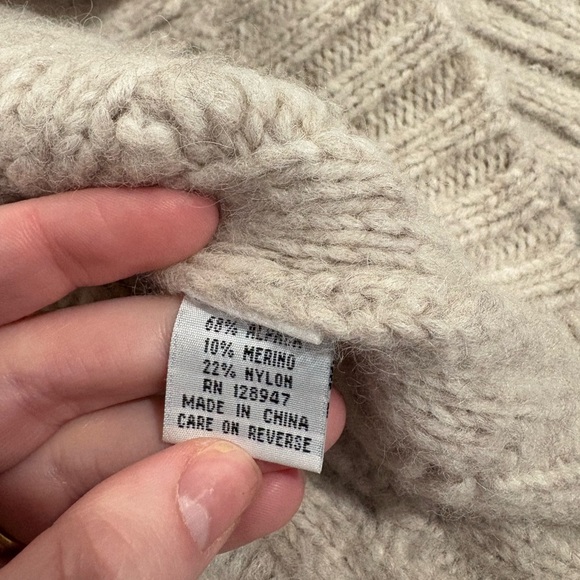 68% ALPACA
10% MERINO
22% NYLON
RN 128947
MADE IN CHINA
CARE ON REVERSE